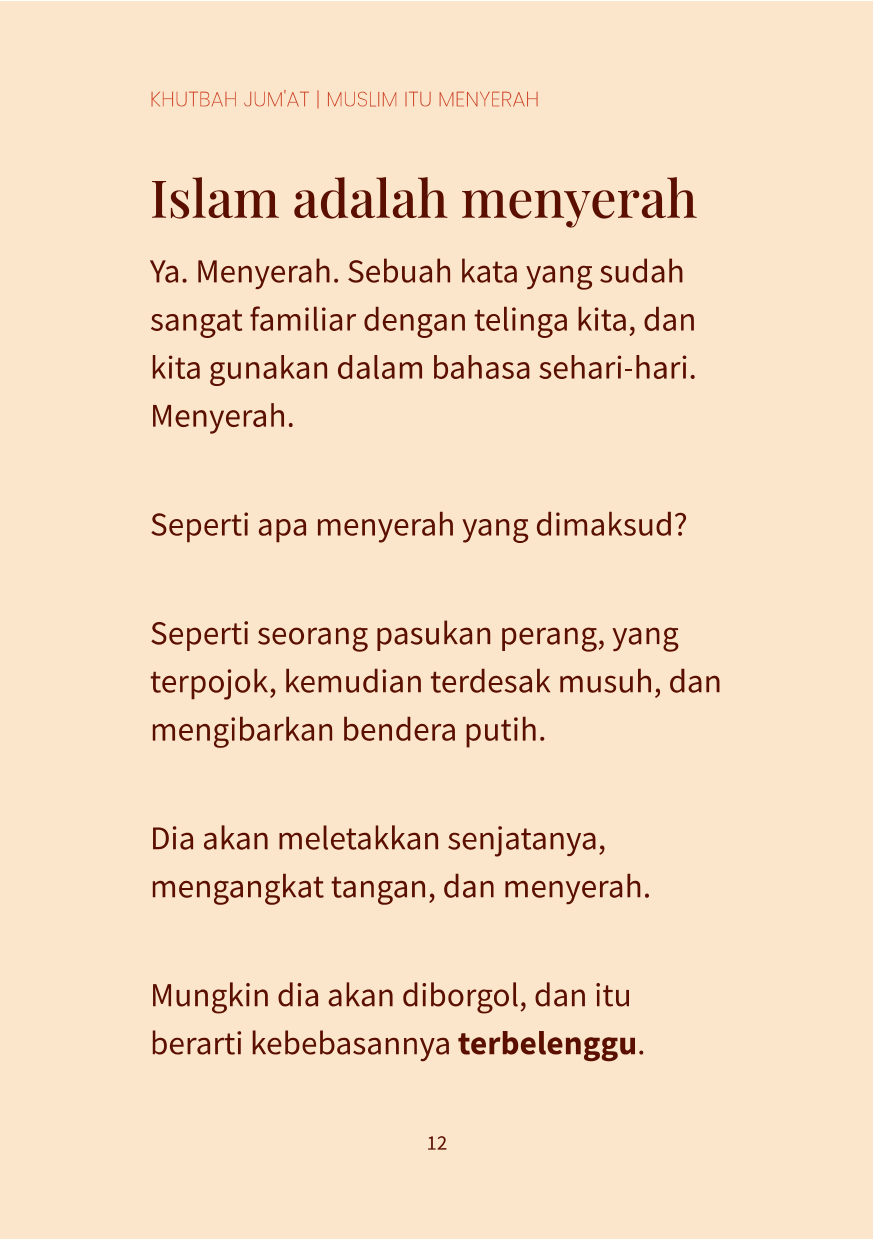 KHUTBAH JUM'AT | MUSLIM ITU MENYERAH
Islam adalah menyerah
Ya. Menyerah. Sebuah kata yang sudah
sangat familiar dengan telinga kita, dan
kita gunakan dalam bahasa sehari-hari.
Menyerah.
Seperti apa menyerah yang dimaksud?
Seperti seorang pasukan perang, yang
terpojok, kemudian terdesak musuh, dan
mengibarkan bendera putih.
Dia akan meletakkan senjatanya,
mengangkat tangan, dan menyerah.
Mungkin dia akan diborgol, dan itu
berarti kebebasannya terbelenggu.
12